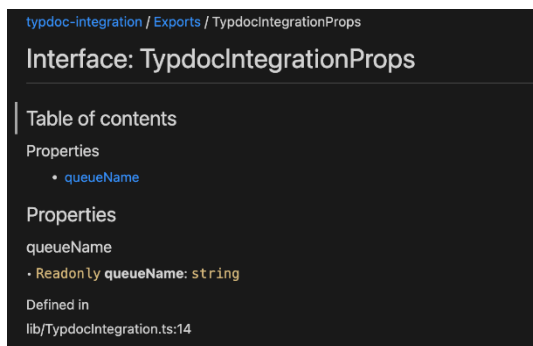 typdoc-integration / Exports / TypdocIntegrationProps
Interface: TypdocIntegrationProps
Table of contents
Properties
• queueName
Properties
queueName
• Readonly queueName: string
Defined in
lib/TypdocIntegration.ts:14